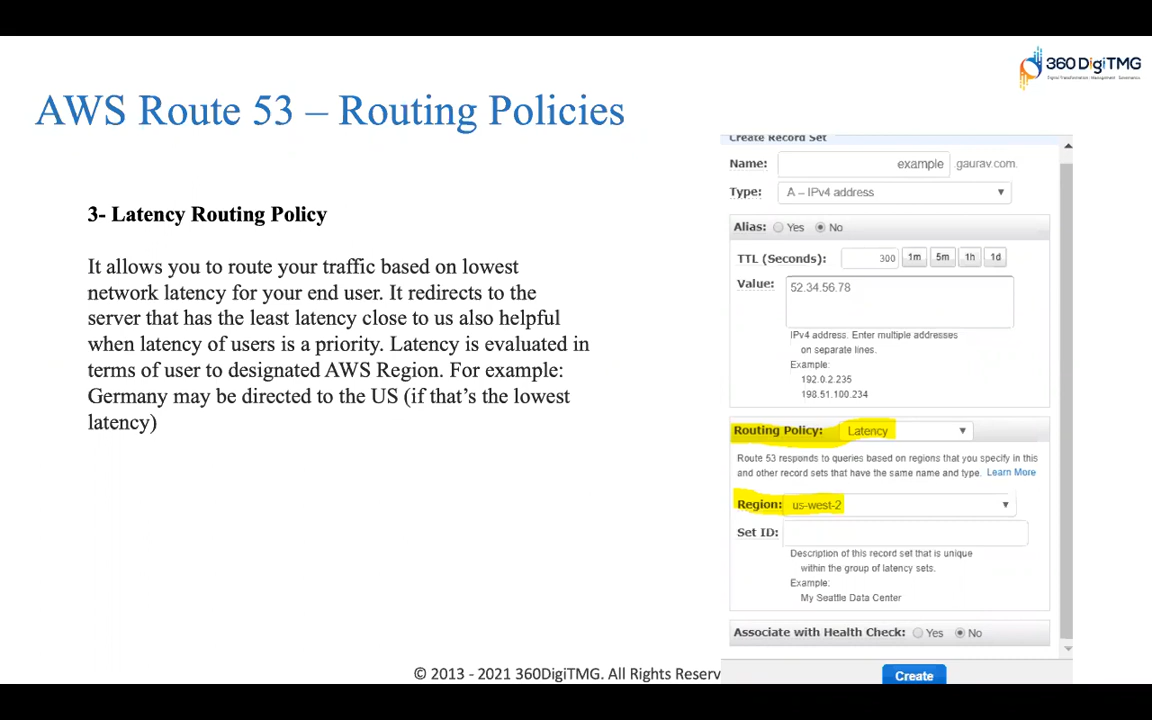 360DigiTMG
AWS Route 53 – Routing Policies
3- Latency Routing Policy
It allows you to route your traffic based on lowest
network latency for your end user. It redirects to the
server that has the least latency close to us also helpful
when latency of users is a priority. Latency is evaluated in
terms of user to designated AWS Region. For example:
Germany may be directed to the US (if that’s the lowest
latency)
Create Record Set
Name: example .gaurav.com.
Type: A – IPv4 address
Alias: Yes No
TTL (Seconds): 300 1m 5m 1h 1d
Value: 52.34.56.78
IPv4 address. Enter multiple addresses
on separate lines.
Example:
192.0.2.235
198.51.100.234
Routing Policy: Latency
Route 53 responds to queries based on regions that you specify in this
and other record sets that have the same name and type. Learn More
Region: us-west-2
Set ID:
Description of this record set that is unique
within the group of latency sets.
Example:
My Seattle Data Center
Associate with Health Check: Yes No
Create
© 2013 - 2021 360DigiTMG. All Rights Reserv